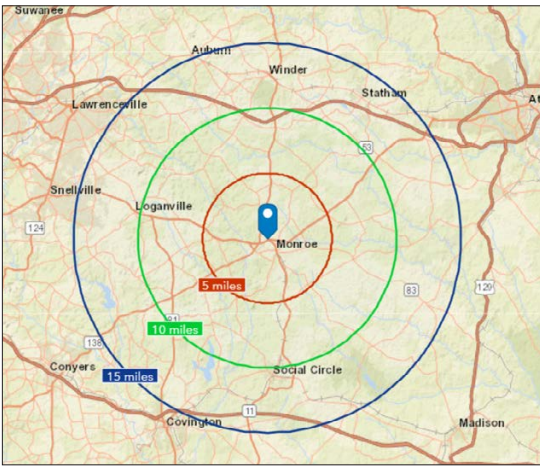 Suwanee
Auburn
Winder
Statham
Lawrenceville
53
Snellville
Loganville
124
Monroe
5 miles
83
129
10 miles
138
Conyers
15 miles
Social Circle
11
Covington
Madison